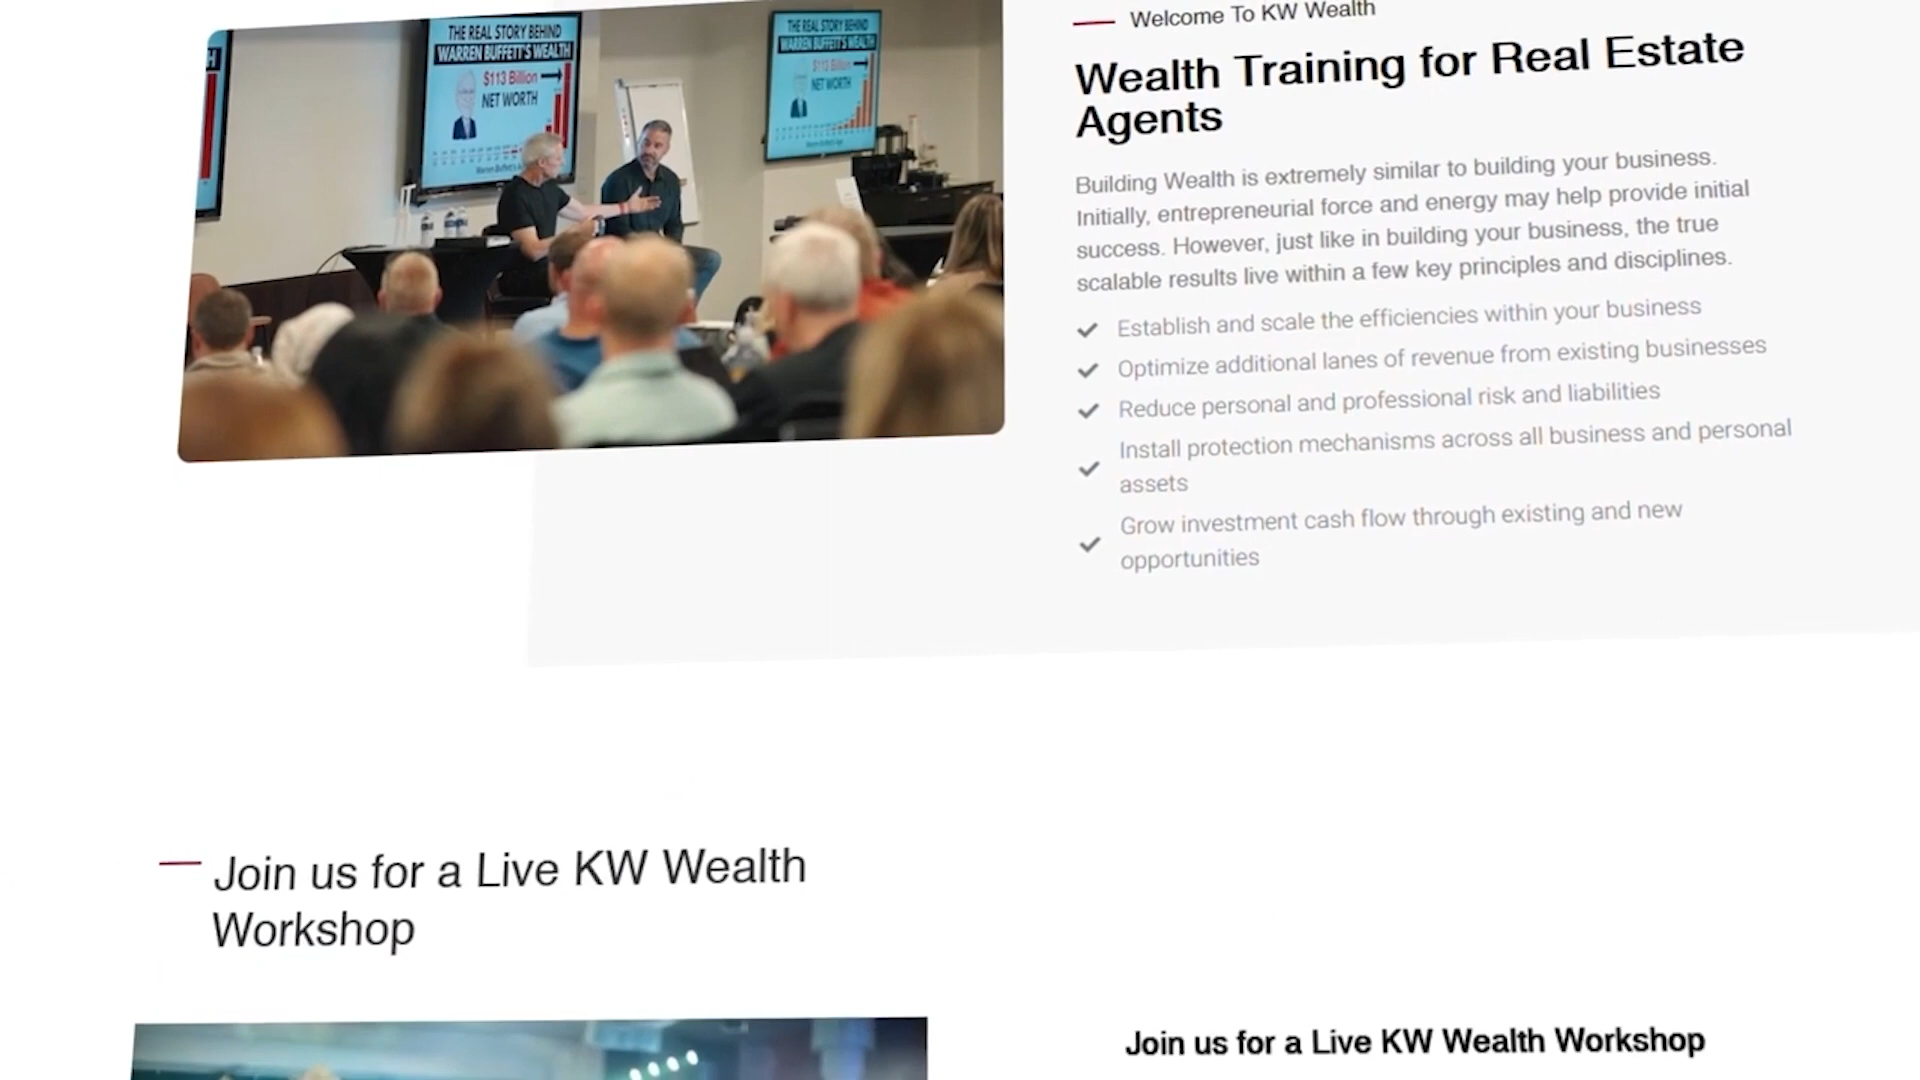 H
THE REAL STORY BEHIND
WARREN BUFFETT'S WEALTH
$113 Billion
NET WORTH
THE REAL STORY BEHIND
WARREN BUFFETT'S WEALTH
$113 Billion
NET WORTH
Welcome To KW Wealth
Wealth Training for Real Estate
Agents
Building Wealth is extremely similar to building your business.
Initially, entrepreneurial force and energy may help provide initial
success. However, just like in building your business, the true
scalable results live within a few key principles and disciplines.
Establish and scale the efficiencies within your business
Optimize additional lanes of revenue from existing businesses
Reduce personal and professional risk and liabilities
Install protection mechanisms across all business and personal
assets
Grow investment cash flow through existing and new
opportunities
Join us for a Live KW Wealth
Workshop
Join us for a Live KW Wealth Workshop